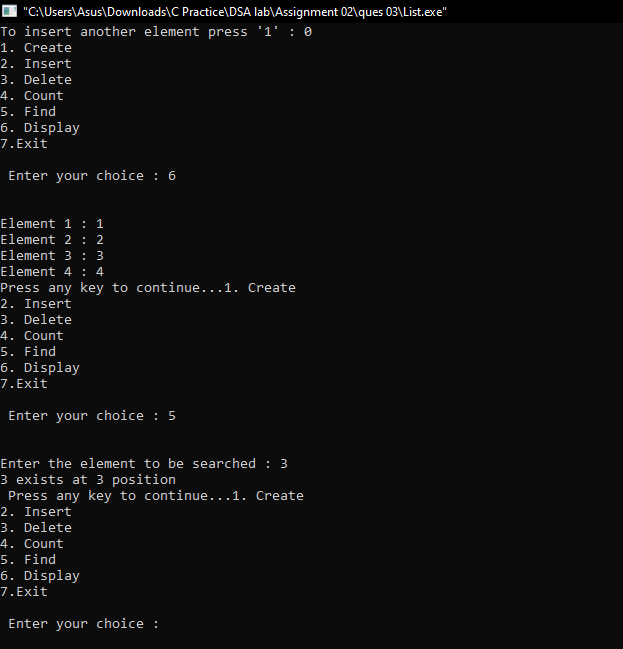 "C:\Users\Asus\Downloads\C Practice\DSA lab\Assignment 02\ques 03\List.exe"
To insert another element press '1' : 0
1. Create
2. Insert
3. Delete
4. Count
5. Find
6. Display
7.Exit
Enter your choice : 6
Element 1 : 1
Element 2 : 2
Element 3 : 3
Element 4 : 4
Press any key to continue...1. Create
2. Insert
3. Delete
4. Count
5. Find
6. Display
7.Exit
Enter your choice : 5
Enter the element to be searched : 3
3 exists at 3 position
Press any key to continue...1. Create
2. Insert
3. Delete
4. Count
5. Find
6. Display
7.Exit
Enter your choice :